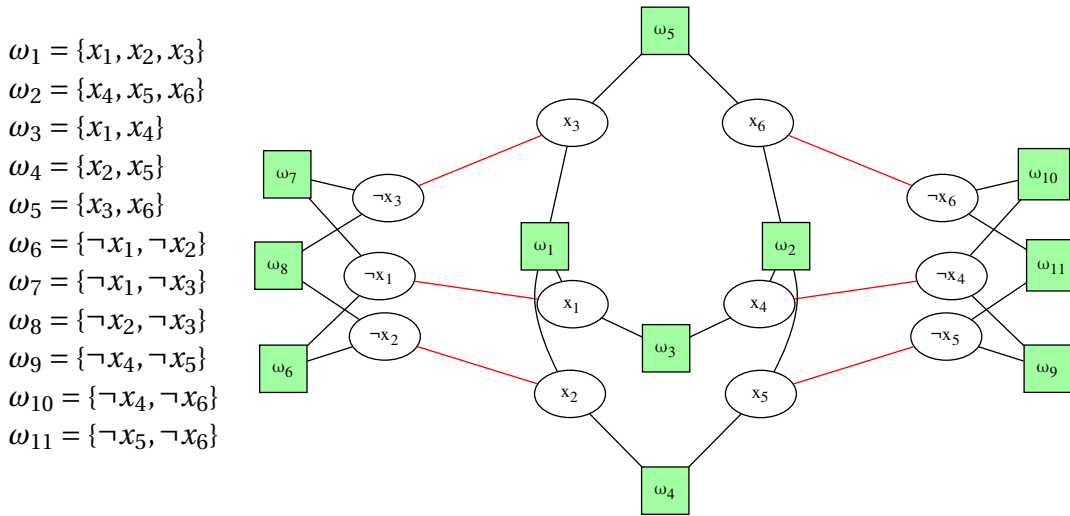 ω₁ = {x₁, x₂, x₃}
ω₂ = {x₄, x₅, x₆}
ω₃ = {x₁, x₄}
ω₄ = {x₂, x₅}
ω₅ = {x₃, x₆}
ω₆ = {¬x₁, ¬x₂}
ω₇ = {¬x₁, ¬x₃}
ω₈ = {¬x₂, ¬x₃}
ω₉ = {¬x₄, ¬x₅}
ω₁₀ = {¬x₄, ¬x₆}
ω₁₁ = {¬x₅, ¬x₆}
ω₅
x₃ x₆
ω₇ ω₁₀
¬x₃ ¬x₆
ω₁ ω₂
ω₈ ω₁₁
¬x₁ ¬x₄
x₁ x₄
¬x₂ ¬x₅
ω₃
ω₆ ω₉
x₂ x₅
ω₄